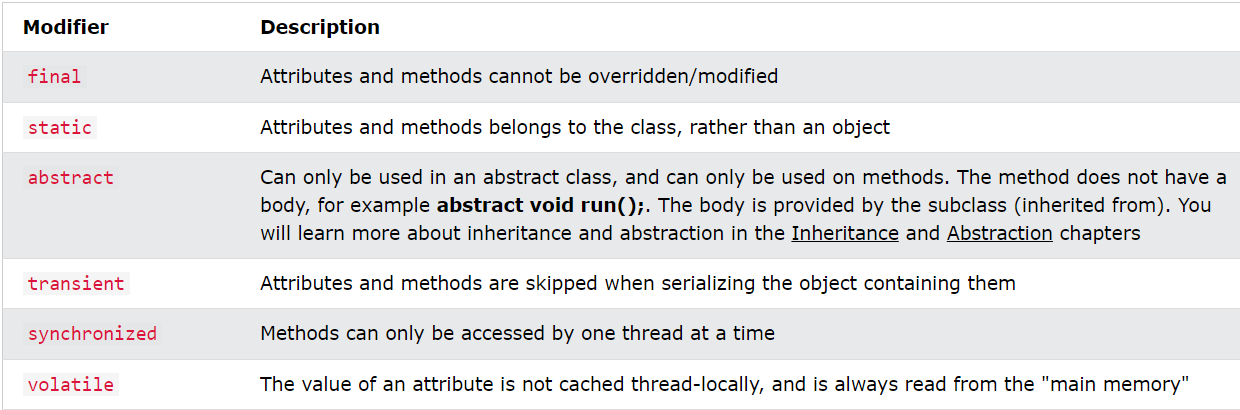 Modifier Description
final Attributes and methods cannot be overridden/modified
static Attributes and methods belongs to the class, rather than an object
abstract Can only be used in an abstract class, and can only be used on methods. The method does not have a
body, for example abstract void run();. The body is provided by the subclass (inherited from). You
will learn more about inheritance and abstraction in the Inheritance and Abstraction chapters
transient Attributes and methods are skipped when serializing the object containing them
synchronized Methods can only be accessed by one thread at a time
volatile The value of an attribute is not cached thread-locally, and is always read from the "main memory"